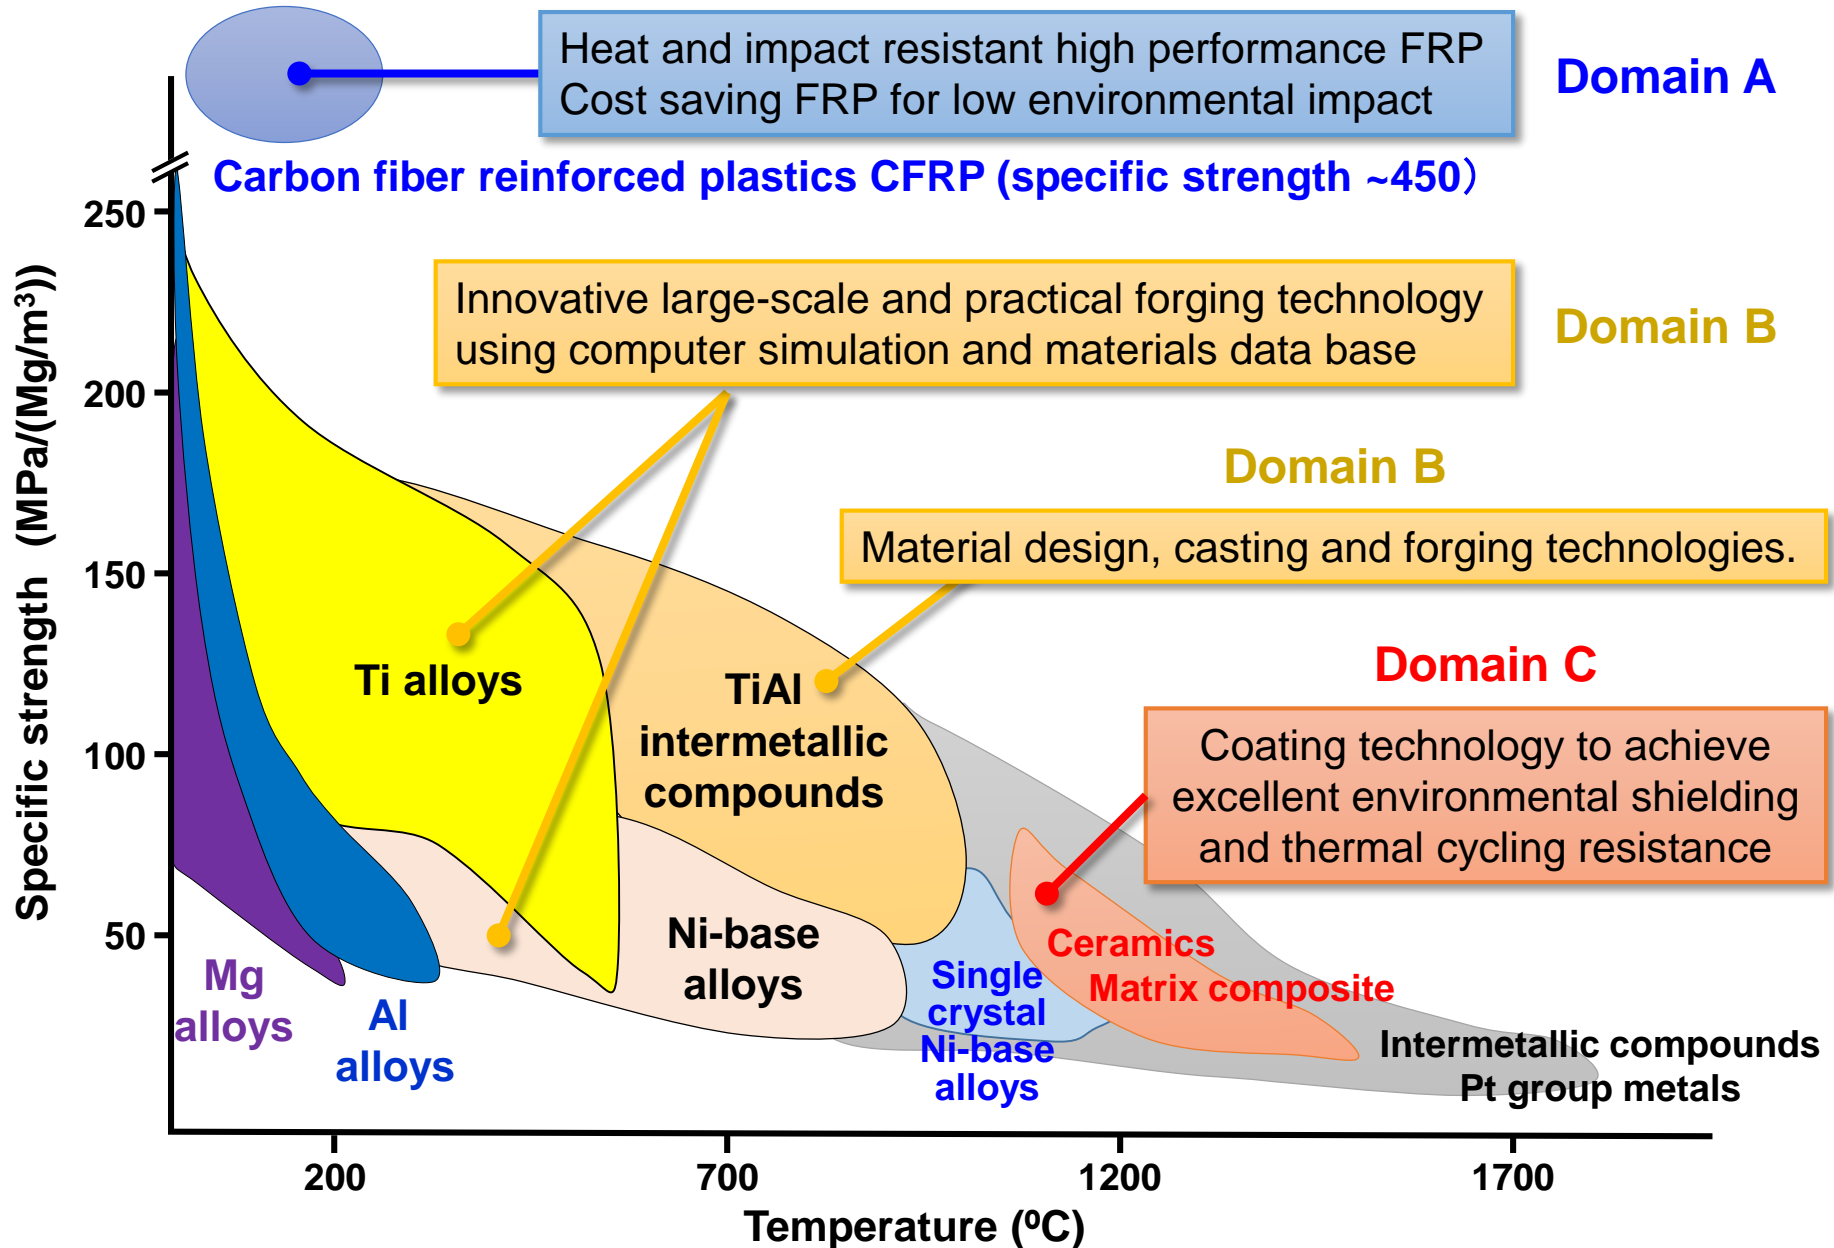 Heat and impact resistant high performance FRP
Cost saving FRP for low environmental impact
Domain A
Carbon fiber reinforced plastics CFRP (specific strength ~450）
250
Innovative large-scale and practical forging technology
using computer simulation and materials data base
Domain B
200
Domain B
Material design, casting and forging technologies.
150
Domain C
Ti alloys
TiAl
intermetallic
compounds
Coating technology to achieve
excellent environmental shielding
and thermal cycling resistance
100
50
Ni-base
alloys
Ceramics
Matrix composite
Single
crystal
Ni-base
alloys
Mg
alloys
Al
alloys
Intermetallic compounds
Pt group metals
200
700
1200
1700
Temperature (⁰C)
Specific strength (MPa/(Mg/m³))